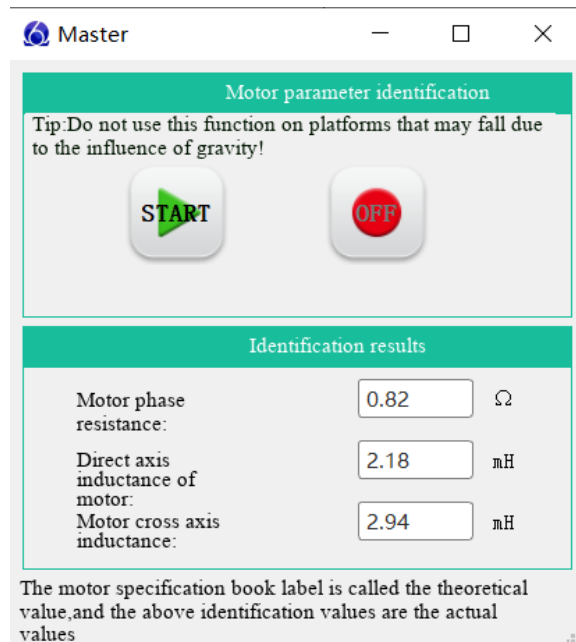 Master
Motor parameter identification
Tip:Do not use this function on platforms that may fall due
to the influence of gravity!
START
OFF
Identification results
Motor phase
resistance:
0.82
Ω
Direct axis
inductance of
motor:
2.18
mH
Motor cross axis
inductance:
2.94
mH
The motor specification book label is called the theoretical
value,and the above identification values are the actual
values